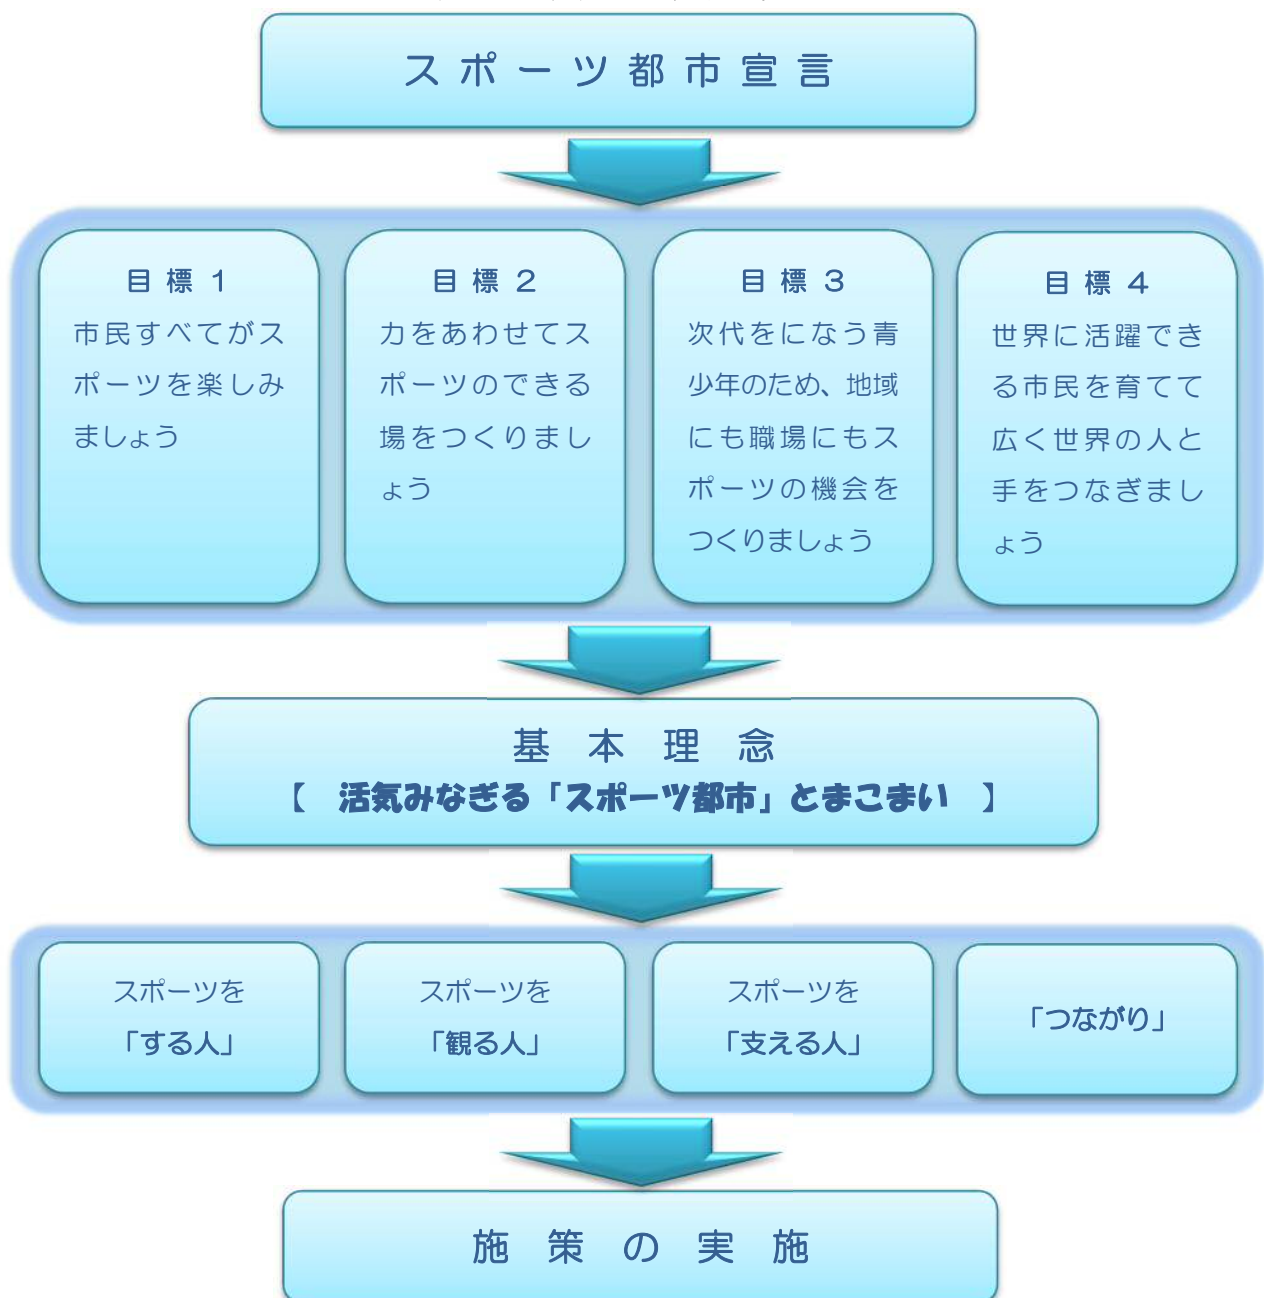 スポーツ都市宣言
目標1
市民すべてがス
ポーツを楽しみ
ましょう
目標2
力をあわせてス
ポーツのできる
場をつくりまし
ょう
目標3
次代をになう青
少年のため、地域
にも職場にもス
ポーツの機会を
つくりましょう
目標4
世界に活躍でき
る市民を育てて
広く世界の人と
手をつなぎまし
ょう
基本理念
【 活気みなぎる「スポーツ都市」とまこまい 】
スポーツを
「する人」
スポーツを
「観る人」
スポーツを
「支える人」
「つながり」
施策の実施